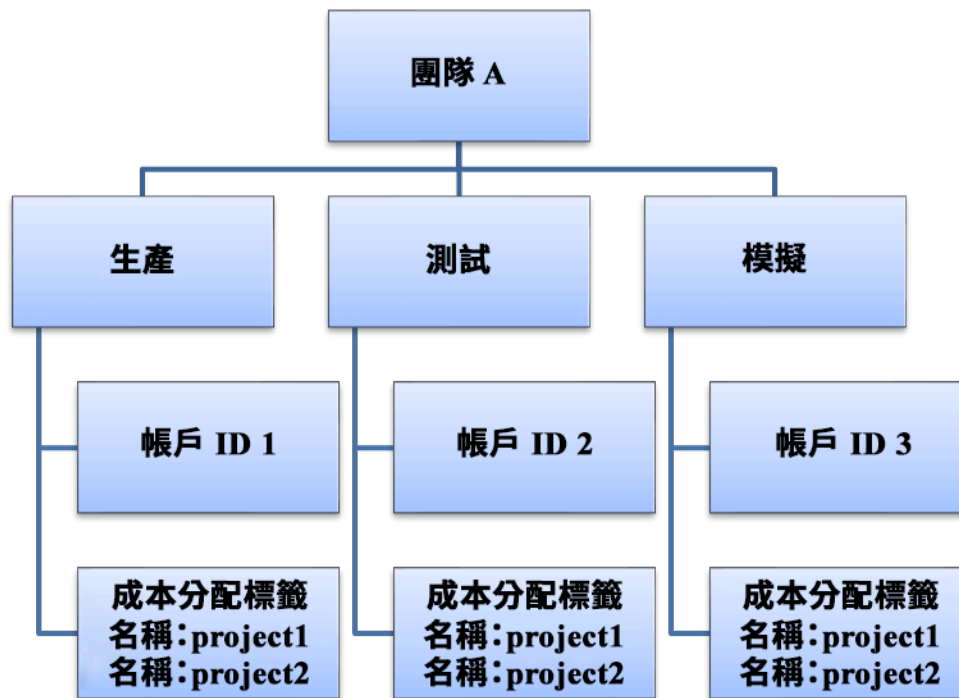 團隊 A
生產
測試
模擬
帳戶 ID 1
帳戶 ID 2
帳戶 ID 3
成本分配標籤
名稱：project1
名稱：project2
成本分配標籤
名稱：project1
名稱：project2
成本分配標籤
名稱：project1
名稱：project2